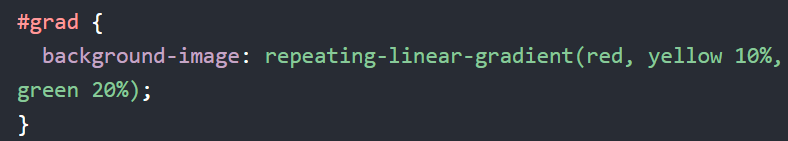 #grad {
  background-image: repeating-linear-gradient(red, yellow 10%,
green 20%);
}